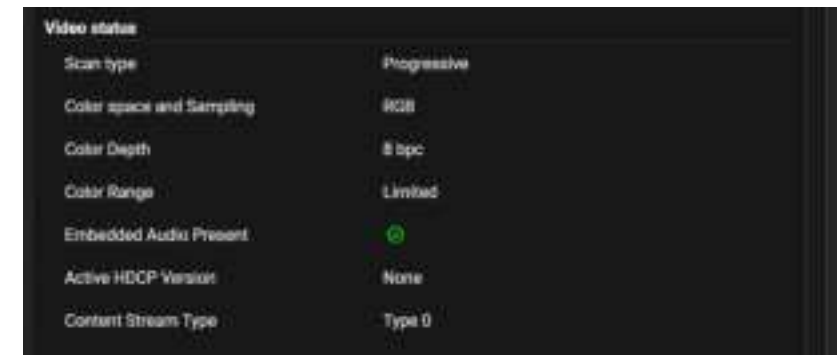 Video status
Scan type Progressive
Color space and Sampling RGB
Color Depth 8 bpc
Color Range Limited
Embedded Audio Present
Active HDCP Version None
Content Stream Type Type 0